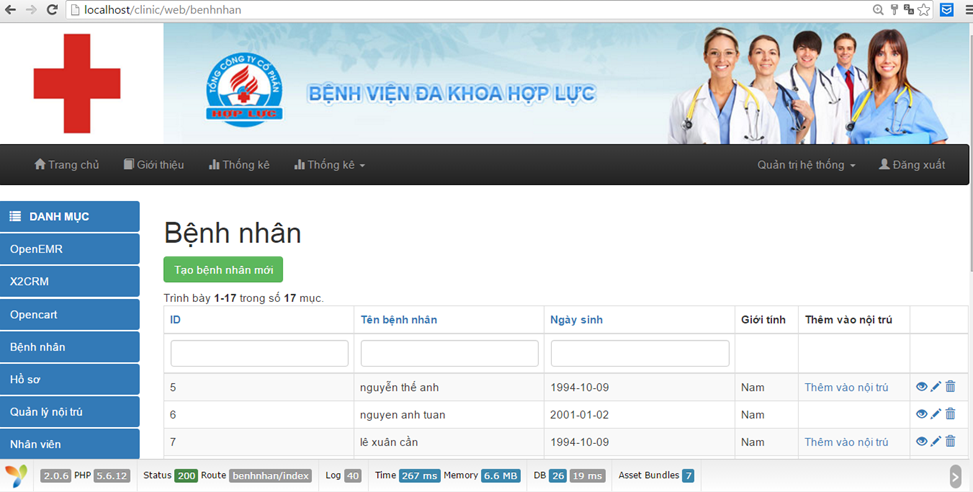 localhost/clinic/web/benhnhan
TỔNG CÔNG TY CỔ PHẦN
HỢP LỰC
BỆNH VIỆN ĐA KHOA HỢP LỰC
Trang chủ Giới thiệu Thống kê Thống kê Quản trị hệ thống Đăng xuất
DANH MỤC
OpenEMR
X2CRM
Opencart
Bệnh nhân
Hồ sơ
Quản lý nội trú
Nhân viên
Bệnh nhân
Tạo bệnh nhân mới
Trình bày 1-17 trong số 17 mục.
ID Tên bệnh nhân Ngày sinh Giới tính Thêm vào nội trú
5 nguyễn thế anh 1994-10-09 Nam Thêm vào nội trú
6 nguyen anh tuan 2001-01-02 Nam
7 lê xuân cần 1994-10-09 Nam Thêm vào nội trú
2.0.6 PHP 5.6.12 Status 200 Route benhnhan/index Log 40 Time 267 ms Memory 6.6 MB DB 26 19 ms Asset Bundles 7